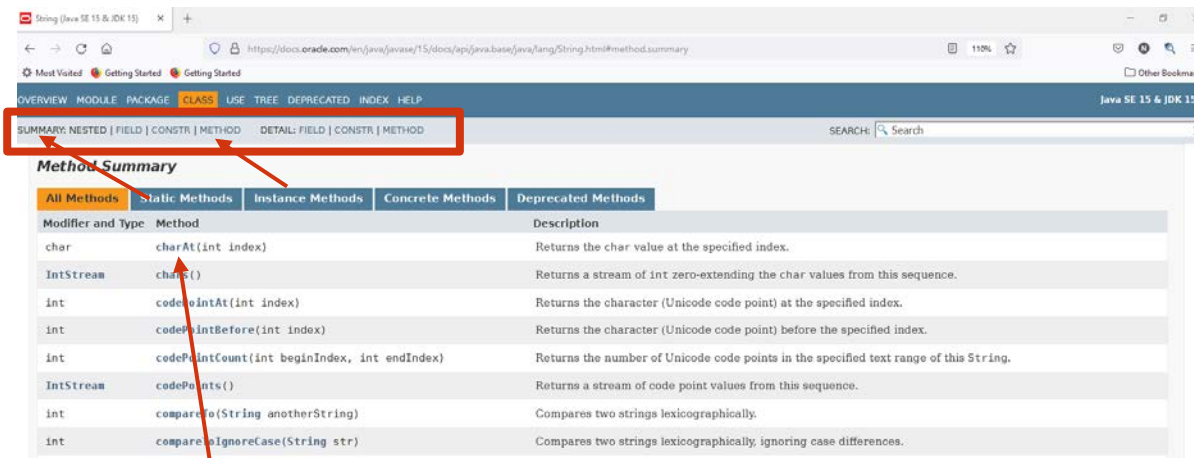 String (Java SE 15 & JDK 15)
https://docs.oracle.com/en/java/javase/15/docs/api/java.base/java/lang/String.html#method.summary
110%
Most Visited Getting Started Getting Started
Other Bookma
OVERVIEW MODULE PACKAGE CLASS USE TREE DEPRECATED INDEX HELP
Java SE 15 & JDK 15
SUMMARY: NESTED | FIELD | CONSTR | METHOD DETAIL: FIELD | CONSTR | METHOD
SEARCH: Search
Method Summary
All Methods Static Methods Instance Methods Concrete Methods Deprecated Methods
Modifier and Type Method Description
char charAt(int index) Returns the char value at the specified index.
IntStream chars() Returns a stream of int zero-extending the char values from this sequence.
int codePointAt(int index) Returns the character (Unicode code point) at the specified index.
int codePointBefore(int index) Returns the character (Unicode code point) before the specified index.
int codePointCount(int beginIndex, int endIndex) Returns the number of Unicode code points in the specified text range of this String.
IntStream codePoints() Returns a stream of code point values from this sequence.
int compareTo(String anotherString) Compares two strings lexicographically.
int compareToIgnoreCase(String str) Compares two strings lexicographically, ignoring case differences.